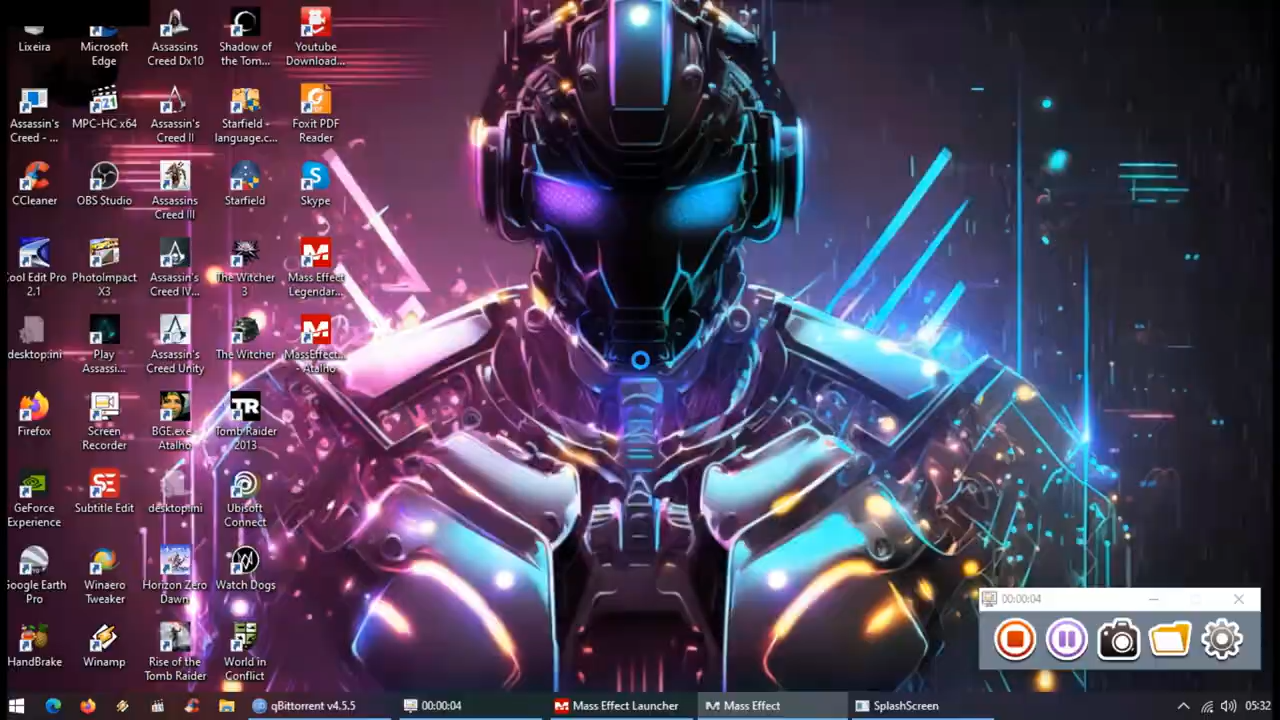 Lixeira
Microsoft
Edge
Assassins
Creed Dx10
Shadow of
the Tom...
Youtube
Download...
Assassin's
Creed - ...
MPC-HC x64
Assassin's
Creed II
Starfield -
language.c...
Foxit PDF
Reader
CCleaner
OBS Studio
Assassins
Creed III
Starfield
Skype
Cool Edit Pro
2.1
PhotoImpact
X3
Assassin's
Creed IV...
The Witcher
3
Mass Effect
Legendar...
desktop.ini
Play
Assassi...
Assassin's
Creed Unity
The Witcher
MassEffect...
- Atalho
Firefox
Screen
Recorder
BGE.exe -
Atalho
Tomb Raider
2013
GeForce
Experience
Subtitle Edit
desktop.ini
Ubisoft
Connect
Google Earth
Pro
Winaero
Tweaker
Horizon Zero
Dawn
Watch Dogs
HandBrake
Winamp
Rise of the
Tomb Raider
World in
Conflict
00:00:04
qBittorrent v4.5.5
00:00:04
Mass Effect Launcher
Mass Effect
SplashScreen
05:32